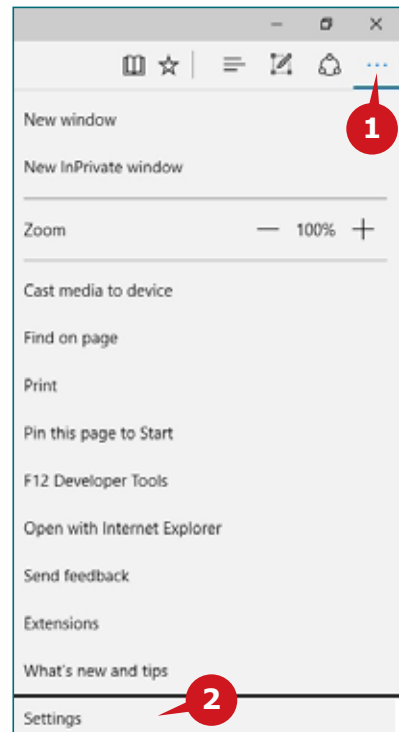 1
New window
New InPrivate window
Zoom — 100% +
Cast media to device
Find on page
Print
Pin this page to Start
F12 Developer Tools
Open with Internet Explorer
Send feedback
Extensions
What's new and tips
2
Settings